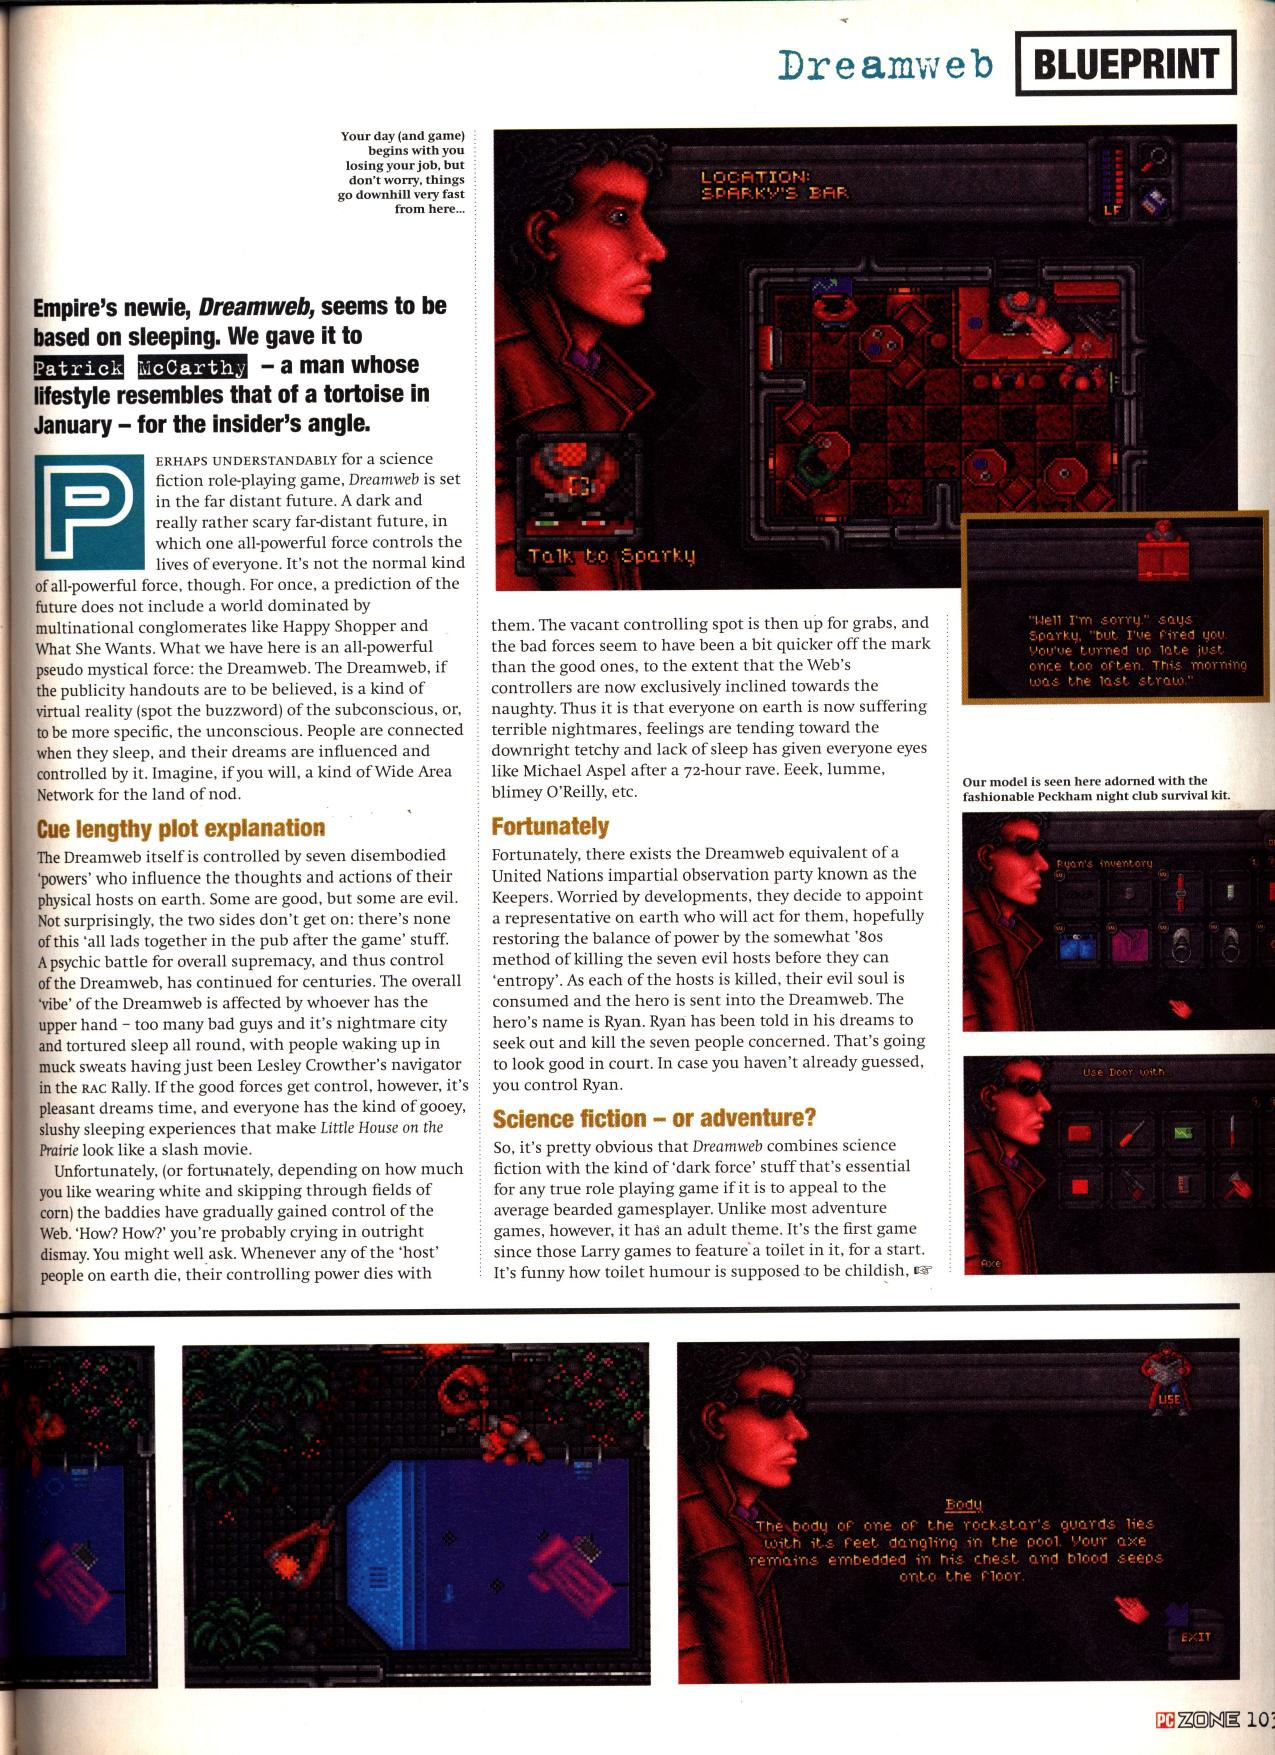 Dreamweb BLUEPRINT
Your day (and game)
begins with you
losing your job, but
don't worry, things
go downhill very fast
from here...
Empire's newie, Dreamweb, seems to be
based on sleeping. We gave it to
Patrick McCarthy – a man whose
lifestyle resembles that of a tortoise in
January – for the insider's angle.
PERHAPS UNDERSTANDABLY for a science
fiction role-playing game, Dreamweb is set
in the far distant future. A dark and
really rather scary far-distant future, in
which one all-powerful force controls the
lives of everyone. It's not the normal kind
of all-powerful force, though. For once, a prediction of the
future does not include a world dominated by
multinational conglomerates like Happy Shopper and
What She Wants. What we have here is an all-powerful
pseudo mystical force: the Dreamweb. The Dreamweb, if
the publicity handouts are to be believed, is a kind of
virtual reality (spot the buzzword) of the subconscious, or,
to be more specific, the unconscious. People are connected
when they sleep, and their dreams are influenced and
controlled by it. Imagine, if you will, a kind of Wide Area
Network for the land of nod.
Cue lengthy plot explanation
The Dreamweb itself is controlled by seven disembodied
'powers' who influence the thoughts and actions of their
physical hosts on earth. Some are good, but some are evil.
Not surprisingly, the two sides don't get on: there's none
of this 'all lads together in the pub after the game' stuff.
A psychic battle for overall supremacy, and thus control
of the Dreamweb, has continued for centuries. The overall
'vibe' of the Dreamweb is affected by whoever has the
upper hand – too many bad guys and it's nightmare city
and tortured sleep all round, with people waking up in
muck sweats having just been Lesley Crowther's navigator
in the RAC Rally. If the good forces get control, however, it's
pleasant dreams time, and everyone has the kind of gooey,
slushy sleeping experiences that make Little House on the
Prairie look like a slash movie.
Unfortunately, (or fortunately, depending on how much
you like wearing white and skipping through fields of
corn) the baddies have gradually gained control of the
Web. 'How? How?' you're probably crying in outright
dismay. You might well ask. Whenever any of the 'host'
people on earth die, their controlling power dies with
LOCATION:
SPARKY'S BAR
LF
Talk to Sparky
"Well I'm sorry." says
Sparky, "but I've fired you.
You've turned up late just
once too often. This morning
was the last straw."
them. The vacant controlling spot is then up for grabs, and
the bad forces seem to have been a bit quicker off the mark
than the good ones, to the extent that the Web's
controllers are now exclusively inclined towards the
naughty. Thus it is that everyone on earth is now suffering
terrible nightmares, feelings are tending toward the
downright tetchy and lack of sleep has given everyone eyes
like Michael Aspel after a 72-hour rave. Eeek, lumme,
blimey O'Reilly, etc.
Fortunately
Fortunately, there exists the Dreamweb equivalent of a
United Nations impartial observation party known as the
Keepers. Worried by developments, they decide to appoint
a representative on earth who will act for them, hopefully
restoring the balance of power by the somewhat '80s
method of killing the seven evil hosts before they can
'entropy'. As each of the hosts is killed, their evil soul is
consumed and the hero is sent into the Dreamweb. The
hero's name is Ryan. Ryan has been told in his dreams to
seek out and kill the seven people concerned. That's going
to look good in court. In case you haven't already guessed,
you control Ryan.
Science fiction – or adventure?
So, it's pretty obvious that Dreamweb combines science
fiction with the kind of 'dark force' stuff that's essential
for any true role playing game if it is to appeal to the
average bearded gamesplayer. Unlike most adventure
games, however, it has an adult theme. It's the first game
since those Larry games to feature a toilet in it, for a start.
It's funny how toilet humour is supposed to be childish,
Our model is seen here adorned with the
fashionable Peckham night club survival kit.
Ryan's inventory
Use Door with...
Axe
USE
Body
The body of one of the rockstar's guards lies
with its feet dangling in the pool. Your axe
remains embedded in his chest and blood seeps
onto the floor.
EXIT
PC ZONE 103